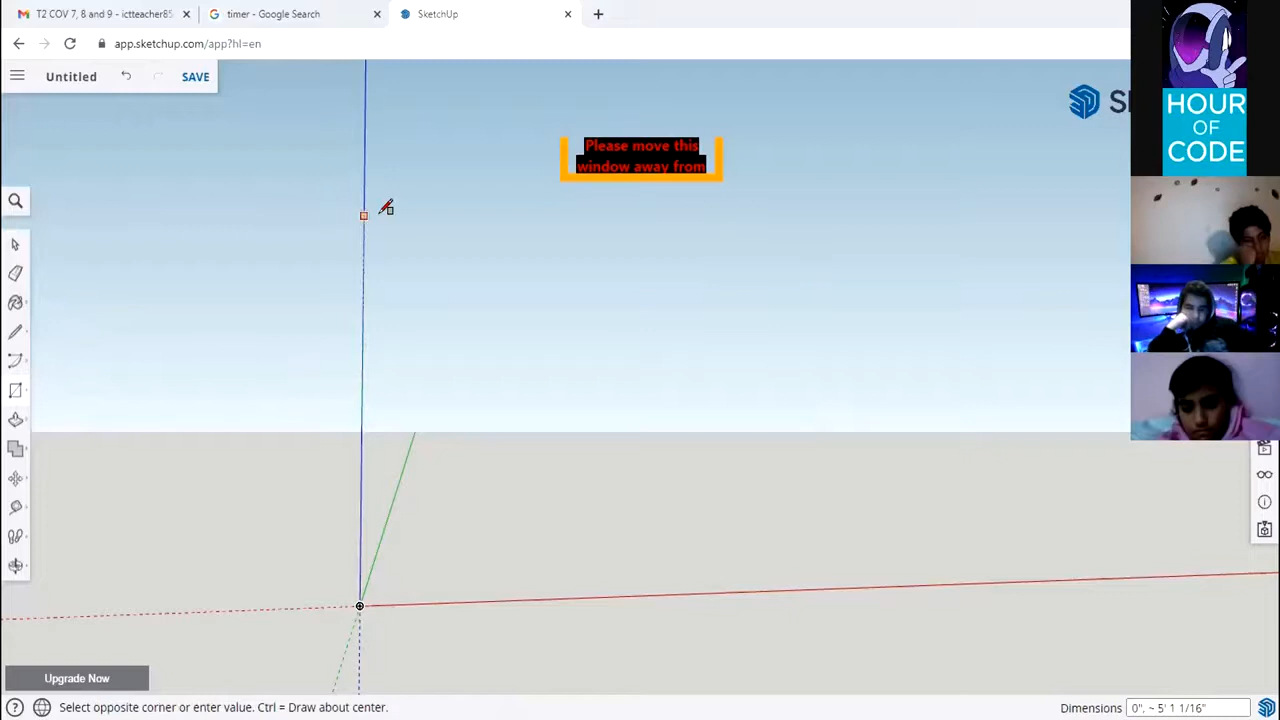 T2 COV 7, 8 and 9 - ictteacher85
timer - Google Search
SketchUp
app.sketchup.com/app?hl=en
Untitled
SAVE
Please move this
window away from
HOUR
OF
CODE
Upgrade Now
Select opposite corner or enter value. Ctrl = Draw about center.
Dimensions
0", ~ 5' 1 1/16"